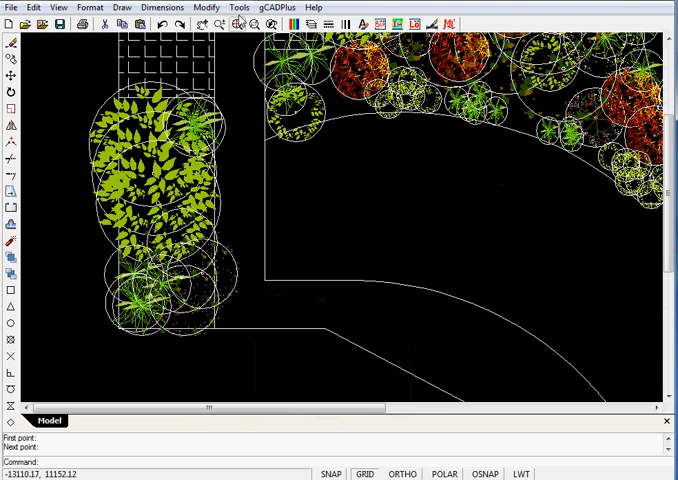 File Edit View Format Draw Dimensions Modify Tools gCADPlus Help
Model
First point:
Next point:
Command:
-13110.17, 11152.12 SNAP GRID ORTHO POLAR OSNAP LWT